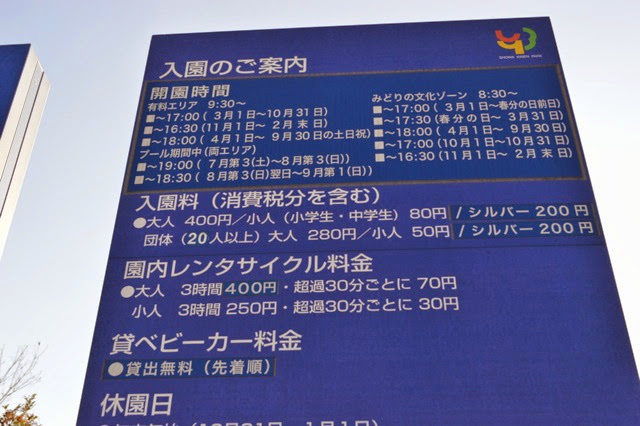 入園のご案内
開園時間
有料エリア 9:30～
■～17:00( 3月1日～10月31日)
■～16:30(11月1日～ 2月末日)
■～18:00( 4月1日～ 9月30日の土日祝)
プール期間中(両エリア)
■～19:00( 7月第3(土)～8月第3(日))
■～18:30( 8月第3(日)翌日～9月第1(日))
みどりの文化ゾーン 8:30～
■～17:00( 3月1日～春分の日前日)
■～17:30(春分の日～ 3月31日)
■～18:00( 4月1日～ 9月30日)
■～17:00(10月1日～10月31日)
■～16:30(11月1日～ 2月末日)
入園料(消費税分を含む)
●大人 400円／小人(小学生・中学生) 80円 / シルバー 200円
団体(20人以上)大人 280円／小人 50円 / シルバー 200円
園内レンタサイクル料金
●大人 3時間 400円・超過30分ごとに 70円
小人 3時間 250円・超過30分ごとに 30円
貸ベビーカー料金
●貸出無料(先着順)
休園日